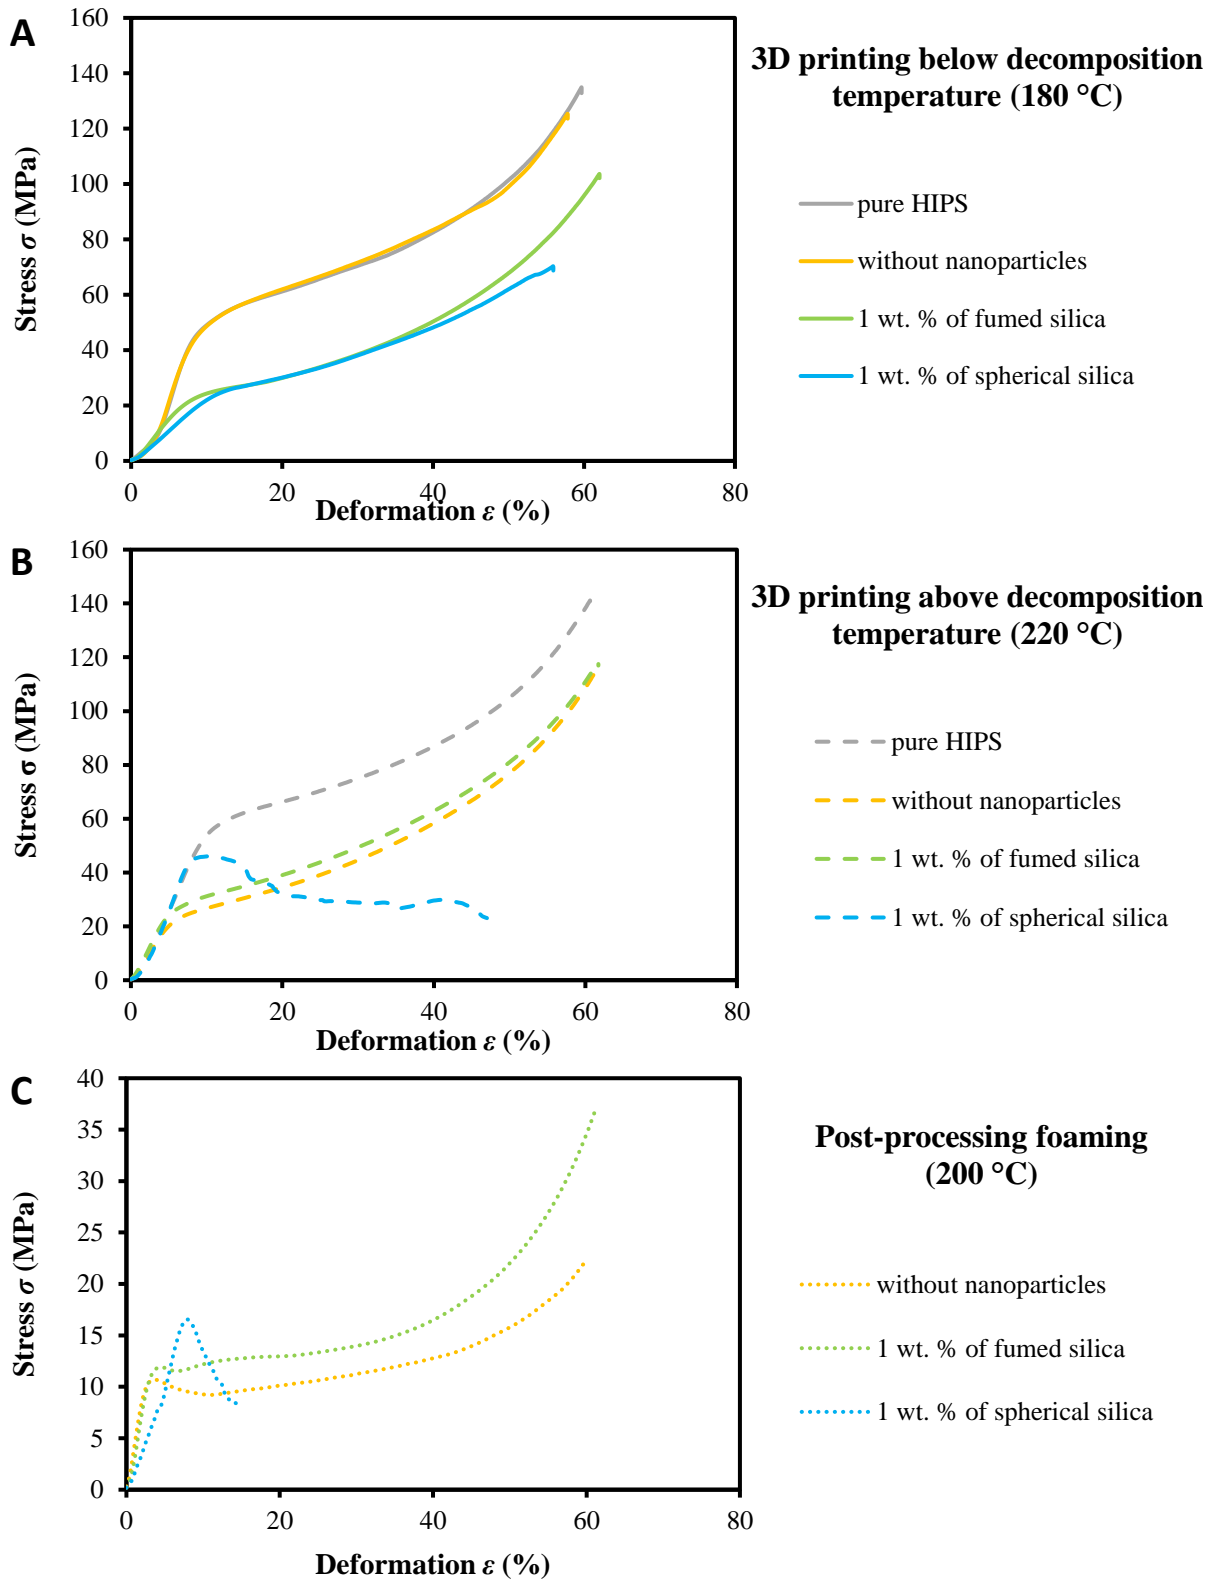 A
3D printing below decomposition
temperature (180 °C)
160
140
120
100
80
60
40
20
0
Stress σ (MPa)
0 20 40 60 80
Deformation ε (%)
pure HIPS
without nanoparticles
1 wt. % of fumed silica
1 wt. % of spherical silica
B
3D printing above decomposition
temperature (220 °C)
160
140
120
100
80
60
40
20
0
Stress σ (MPa)
0 20 40 60 80
Deformation ε (%)
pure HIPS
without nanoparticles
1 wt. % of fumed silica
1 wt. % of spherical silica
C
Post-processing foaming
(200 °C)
40
35
30
25
20
15
10
5
0
Stress σ (MPa)
0 20 40 60 80
Deformation ε (%)
without nanoparticles
1 wt. % of fumed silica
1 wt. % of spherical silica